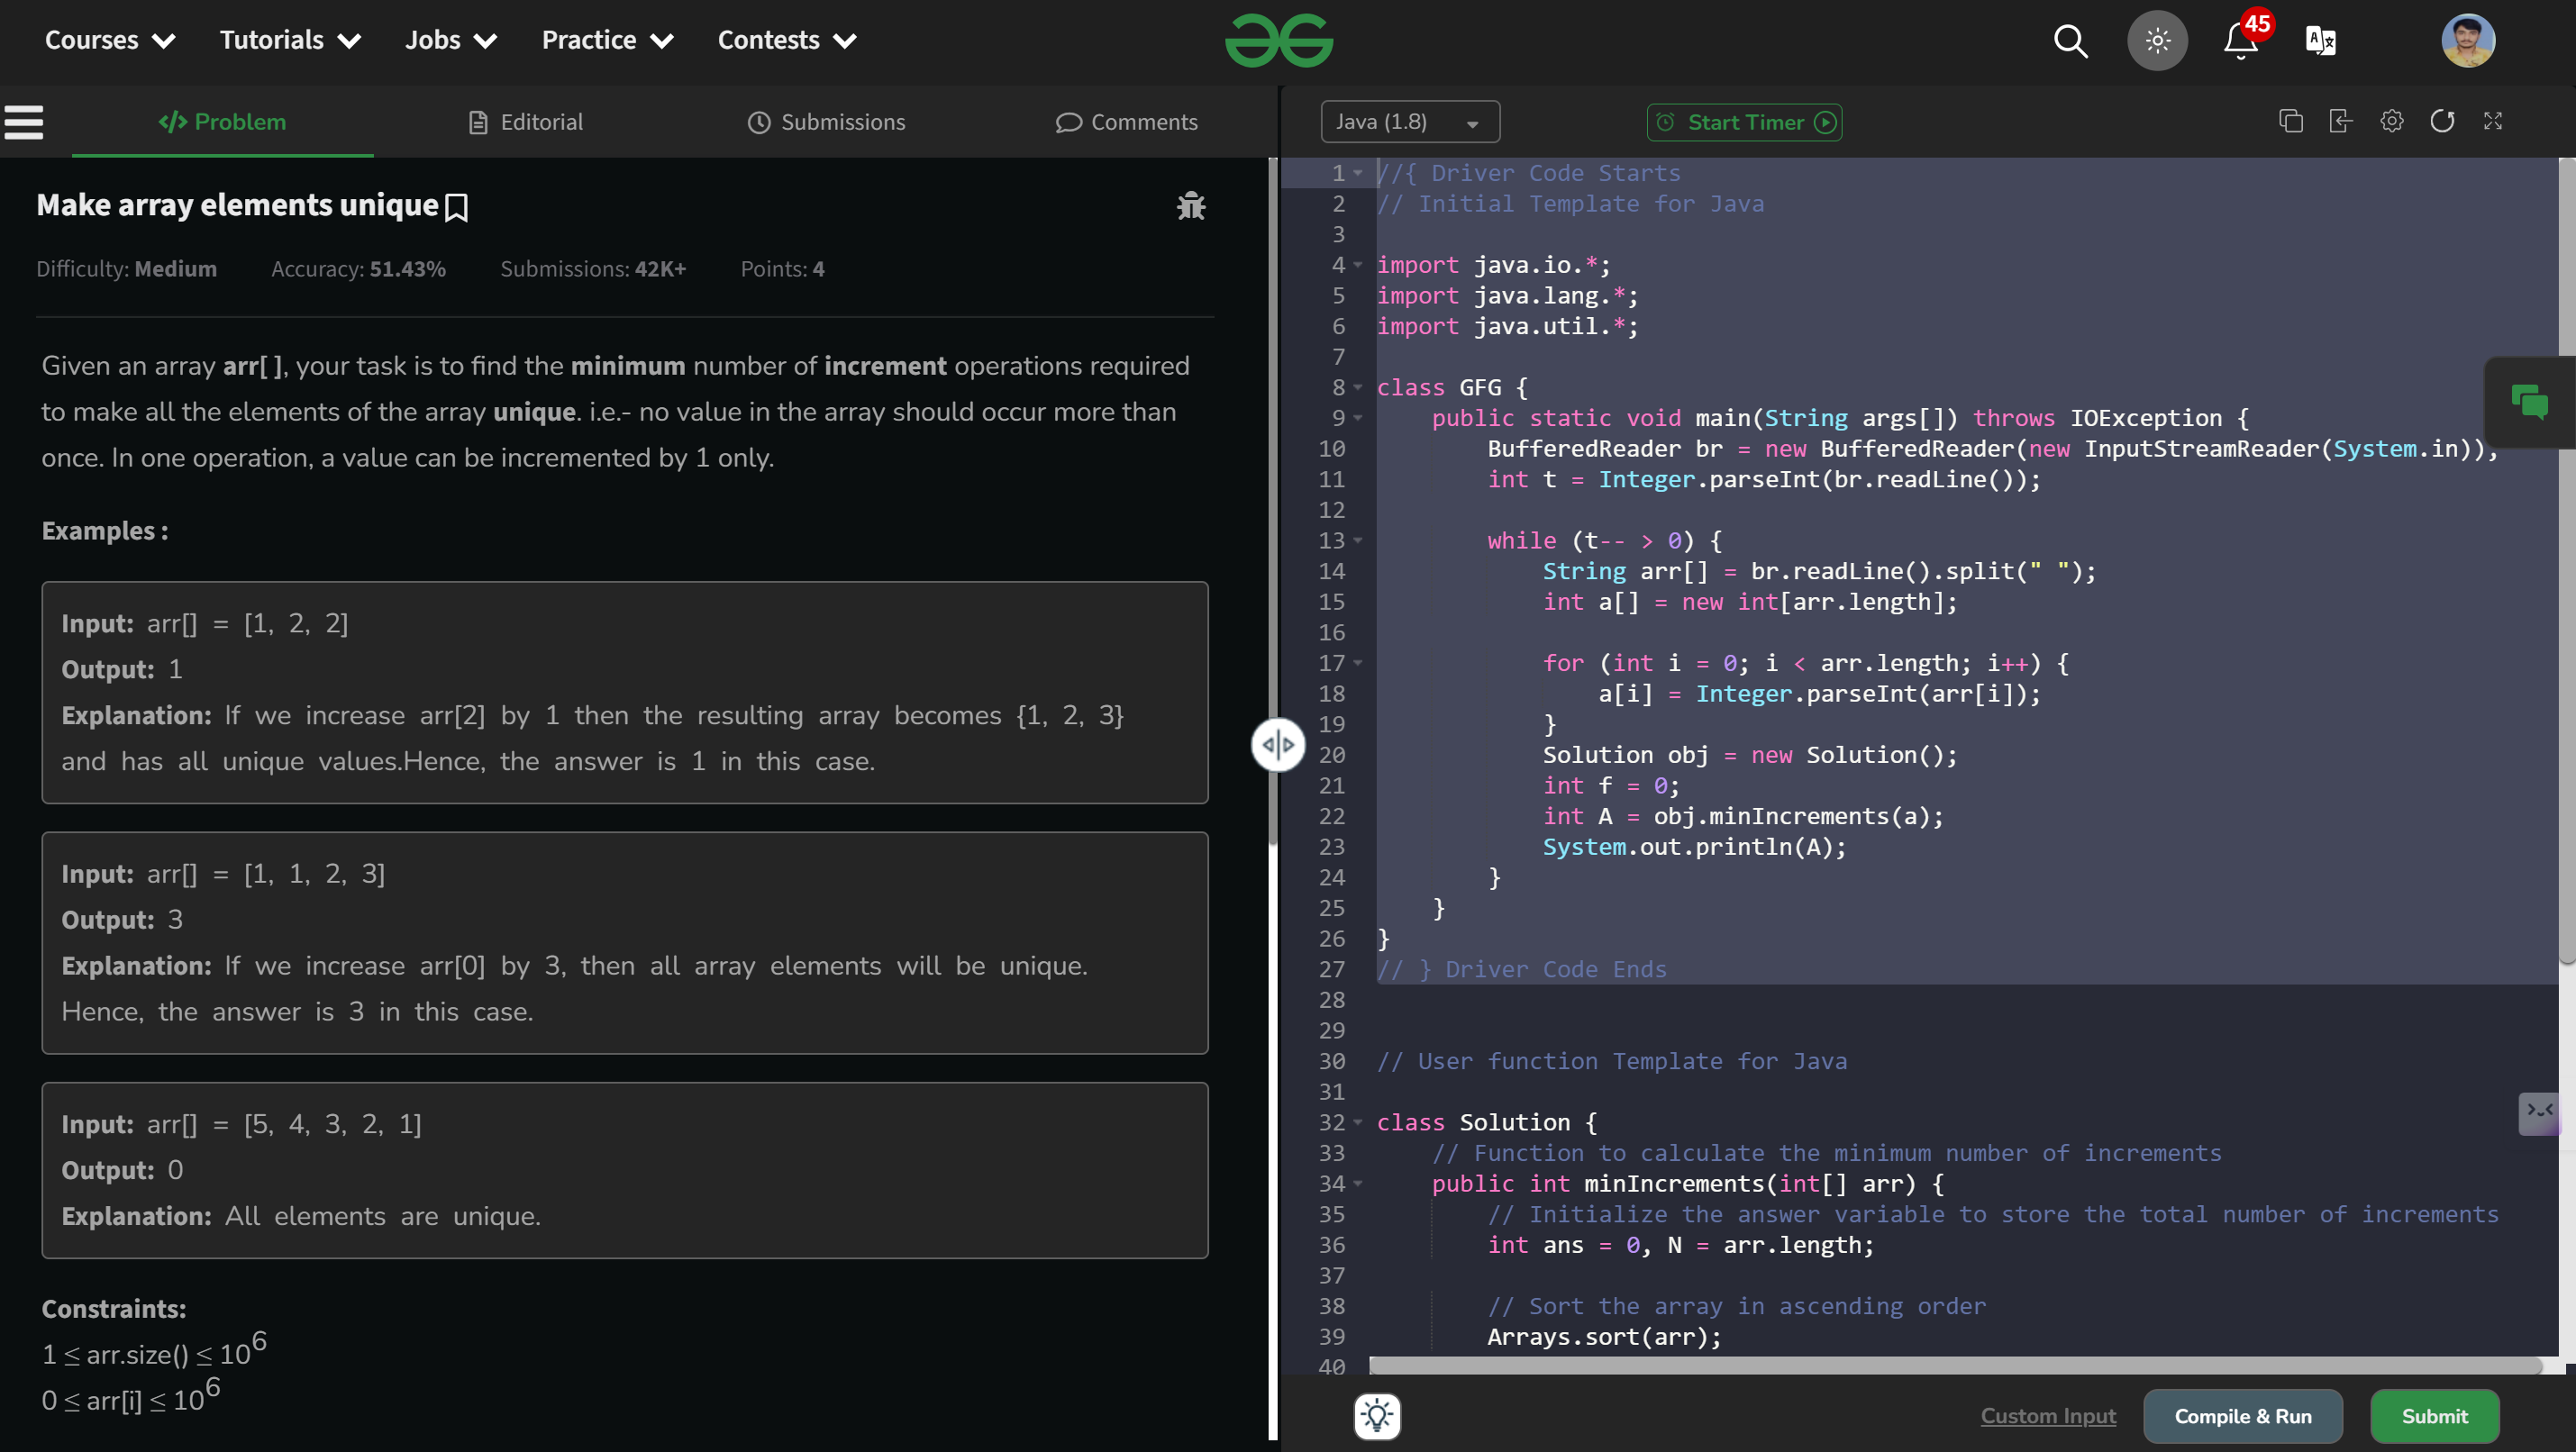 Courses Tutorials Jobs Practice Contests
45
Problem Editorial Submissions Comments
Make array elements unique
Difficulty: Medium Accuracy: 51.43% Submissions: 42K+ Points: 4
Given an array arr[ ], your task is to find the minimum number of increment operations required
to make all the elements of the array unique. i.e.- no value in the array should occur more than
once. In one operation, a value can be incremented by 1 only.
Examples :
Input: arr[] = [1, 2, 2]
Output: 1
Explanation: If we increase arr[2] by 1 then the resulting array becomes {1, 2, 3}
and has all unique values.Hence, the answer is 1 in this case.
Input: arr[] = [1, 1, 2, 3]
Output: 3
Explanation: If we increase arr[0] by 3, then all array elements will be unique.
Hence, the answer is 3 in this case.
Input: arr[] = [5, 4, 3, 2, 1]
Output: 0
Explanation: All elements are unique.
Constraints:
1 ≤ arr.size() ≤ 10^6
0 ≤ arr[i] ≤ 10^6
Java (1.8) Start Timer
1 //{ Driver Code Starts
2 // Initial Template for Java
3
4 import java.io.*;
5 import java.lang.*;
6 import java.util.*;
7
8 class GFG {
9     public static void main(String args[]) throws IOException {
10         BufferedReader br = new BufferedReader(new InputStreamReader(System.in));
11         int t = Integer.parseInt(br.readLine());
12
13         while (t-- > 0) {
14             String arr[] = br.readLine().split(" ");
15             int a[] = new int[arr.length];
16
17             for (int i = 0; i < arr.length; i++) {
18                 a[i] = Integer.parseInt(arr[i]);
19             }
20             Solution obj = new Solution();
21             int f = 0;
22             int A = obj.minIncrements(a);
23             System.out.println(A);
24         }
25     }
26 }
27 // } Driver Code Ends
28
29
30 // User function Template for Java
31
32 class Solution {
33     // Function to calculate the minimum number of increments
34     public int minIncrements(int[] arr) {
35         // Initialize the answer variable to store the total number of increments
36         int ans = 0, N = arr.length;
37
38         // Sort the array in ascending order
39         Arrays.sort(arr);
40
Custom Input Compile & Run Submit